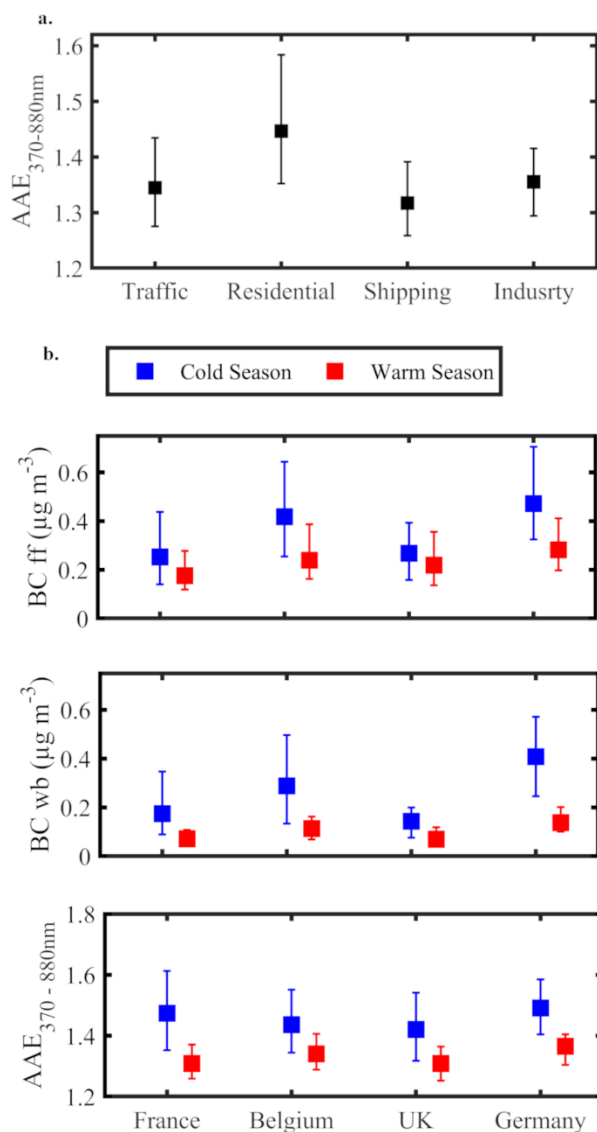 a.
AAE370-880nm
1.6
1.5
1.4
1.3
1.2
Traffic Residential Shipping Indusrty
b.
Cold Season Warm Season
BC ff (µg m-3)
0.6
0.4
0.2
0
BC wb (µg m-3)
0.6
0.4
0.2
0
AAE370 - 880nm
1.8
1.6
1.4
1.2
France Belgium UK Germany